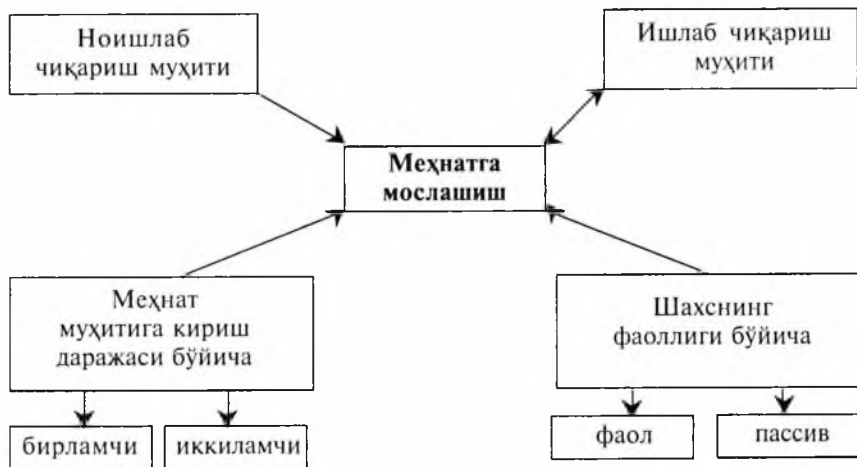 Ноишлаб
чиқариш муҳити
Ишлаб чиқариш
муҳити
Меҳнатга
мослашиш
Меҳнат
муҳитига кириш
даражаси бўйича
Шахснинг
фаоллиги бўйича
бирламчи
иккиламчи
фаол
пассив